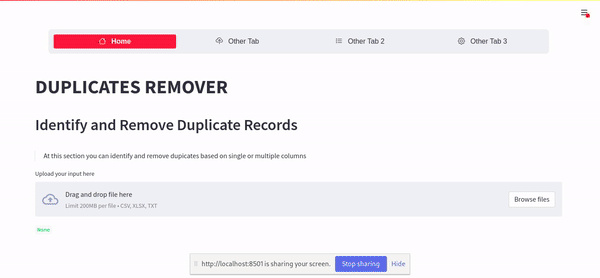 Home
Other Tab
Other Tab 2
Other Tab 3
DUPLICATES REMOVER
Identify and Remove Duplicate Records
At this section you can identify and remove dupicates based on single or multiple columns
Upload your input here
Drag and drop file here
Limit 200MB per file • CSV, XLSX, TXT
Browse files
None
http://localhost:8501 is sharing your screen.
Stop sharing
Hide